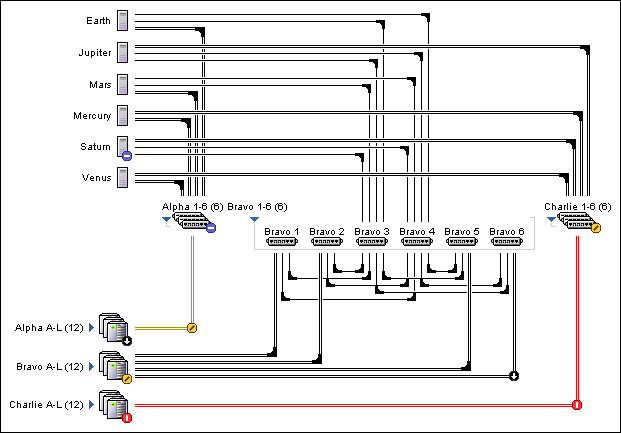 Earth
Jupiter
Mars
Mercury
Saturn
Venus
Alpha 1-6 (6) Bravo 1-6 (6) Charlie 1-6 (6)
Bravo 1 Bravo 2 Bravo 3 Bravo 4 Bravo 5 Bravo 6
Alpha A-L (12)
Bravo A-L (12)
Charlie A-L (12)